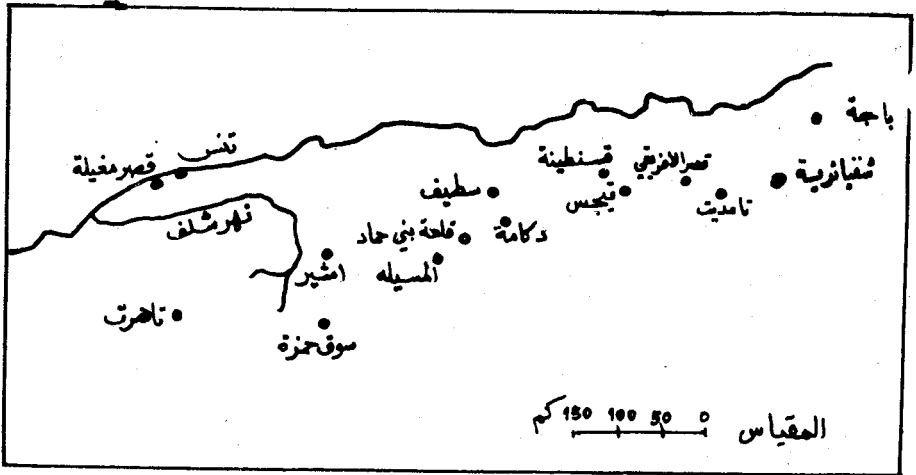 باجة
تنس
قسنطينة
قصر الافريقي
قصر مغيلة
شقبانرية
سطيف
تيجس
تامديت
نهر شلف
دكامة
قلعة بني حماد
المسيله
اشير
تاهرت
سوق حمزة
المقياس 0 50 100 150 كم